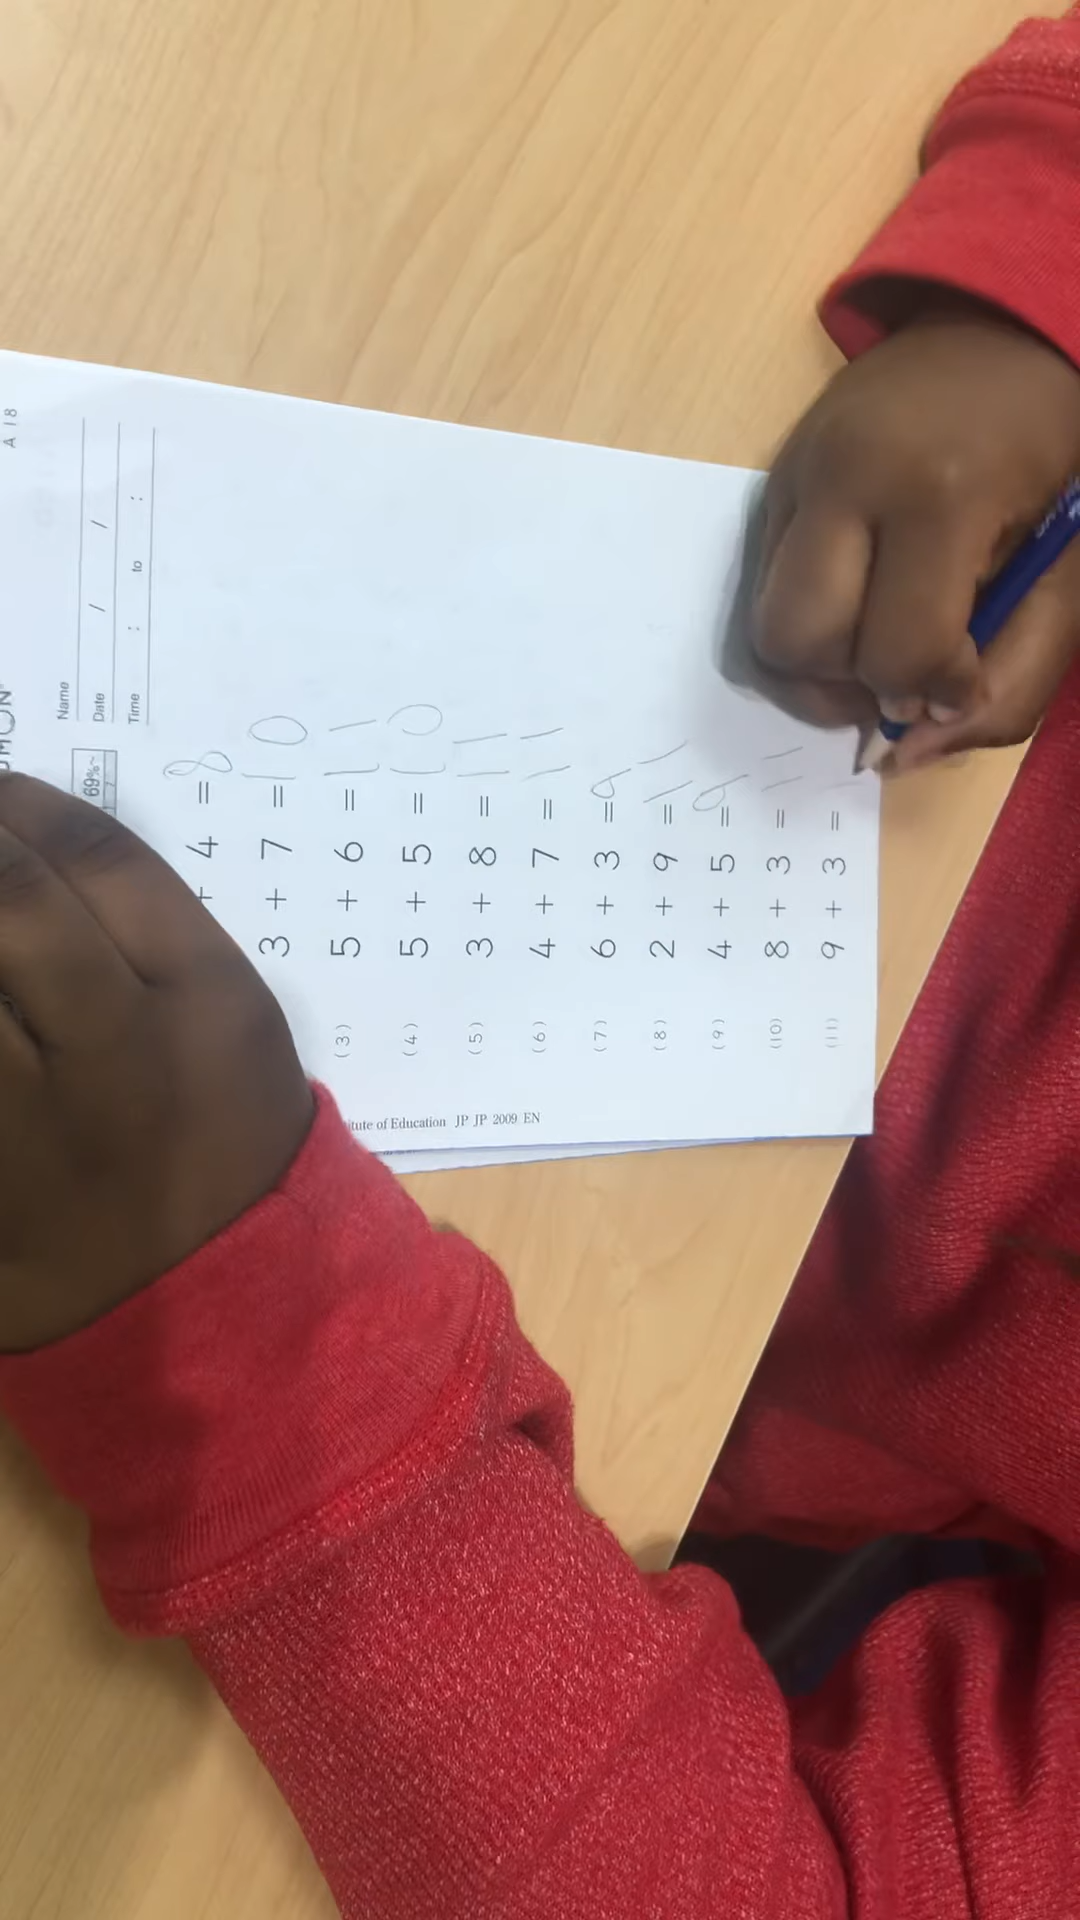 A 18
Name
Date / /
Time : to :
69%~
+ 4 = 8
3 + 7 = 10
(3) 5 + 6 = 11
(4) 5 + 5 = 10
(5) 3 + 8 = 11
(6) 4 + 7 = 11
(7) 6 + 3 = 9
(8) 2 + 9 = 11
(9) 4 + 5 = 9
(10) 8 + 3 = 11
(11) 9 + 3 = 1
of Education JP JP 2009 EN